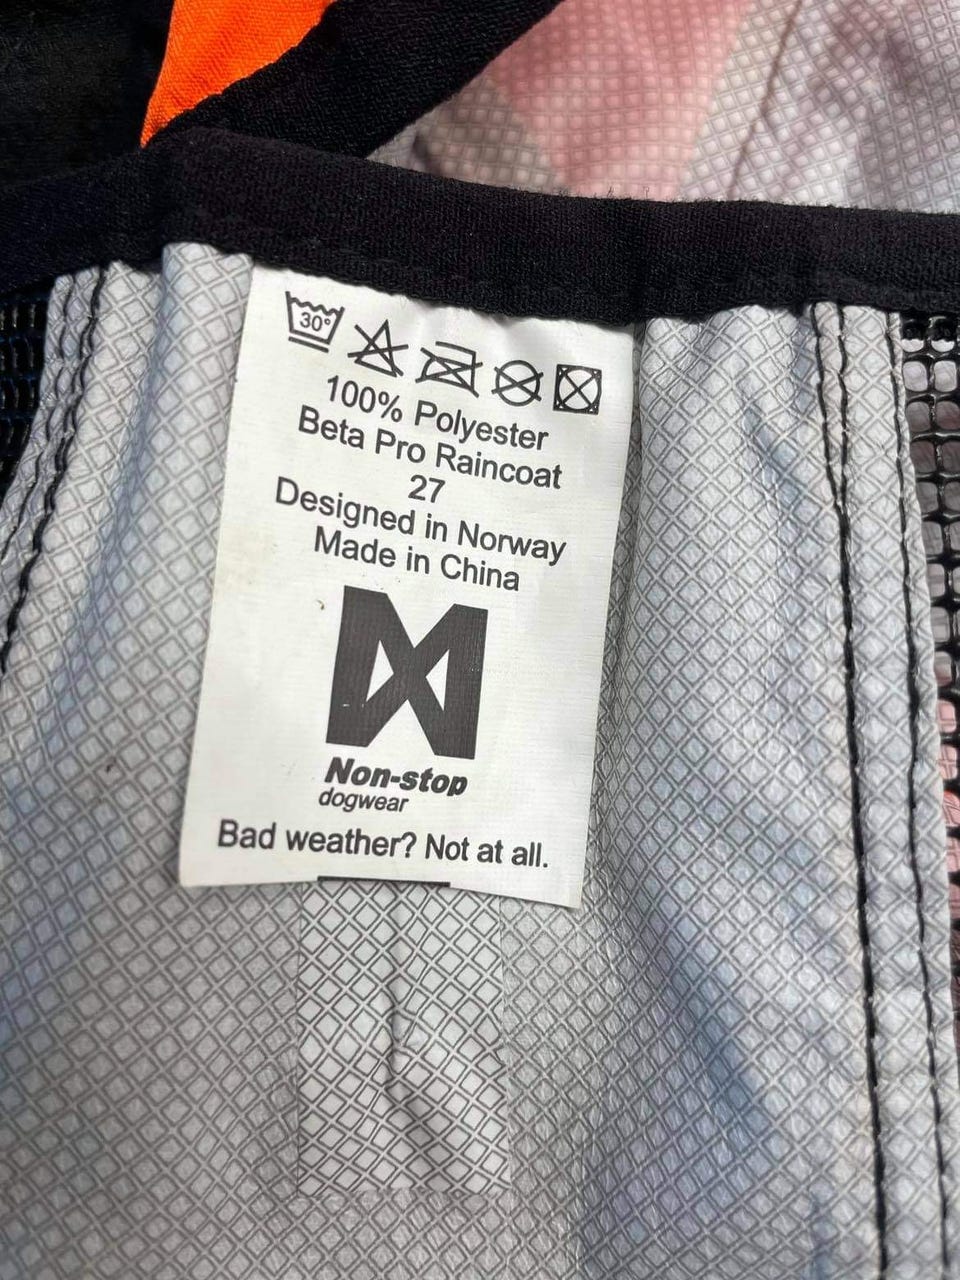 30°
100% Polyester
Beta Pro Raincoat
27
Designed in Norway
Made in China
Non-stop
dogwear
Bad weather? Not at all.